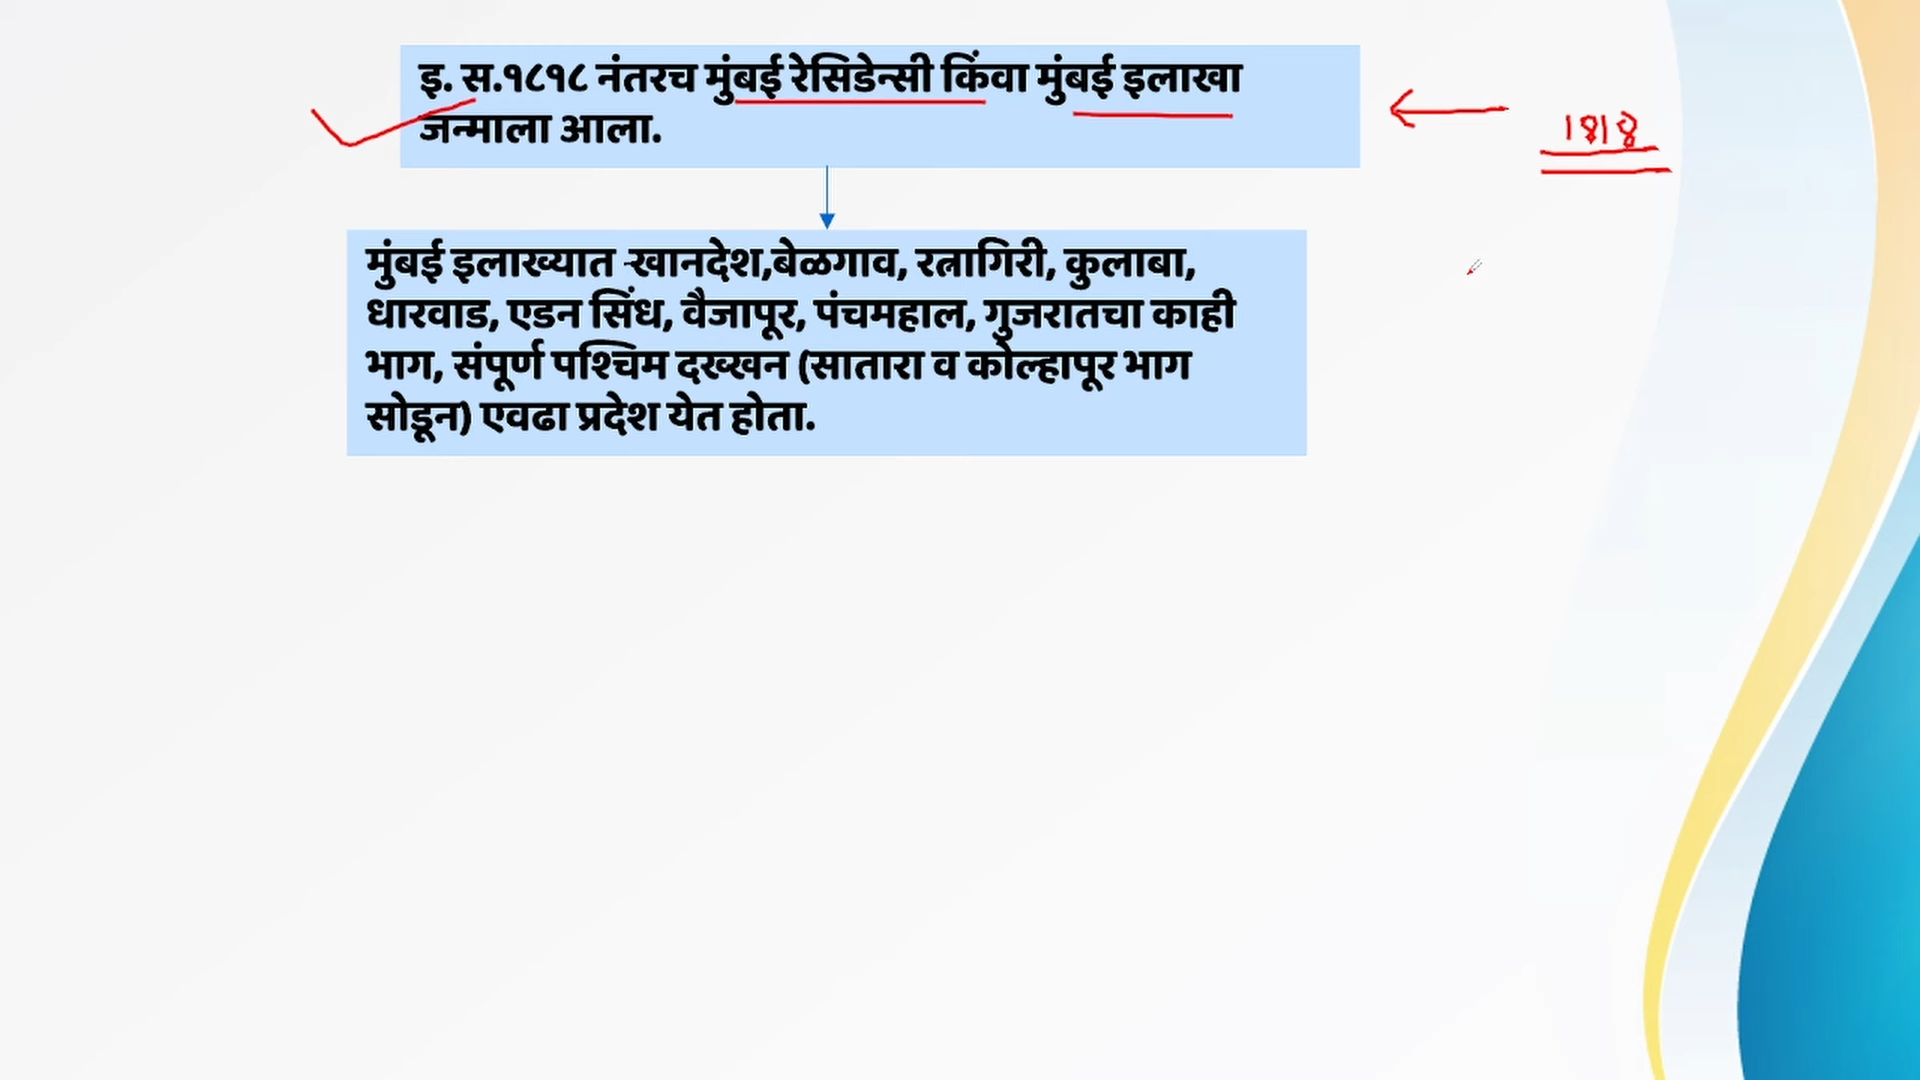 इ. स.१८१८ नंतरच मुंबई रेसिडेन्सी किंवा मुंबई इलाखा
जन्माला आला.
1818
मुंबई इलाख्यात -खानदेश,बेळगाव, रत्नागिरी, कुलाबा,
धारवाड, एडन सिंध, वैजापूर, पंचमहाल, गुजरातचा काही
भाग, संपूर्ण पश्चिम दख्खन (सातारा व कोल्हापूर भाग
सोडून) एवढा प्रदेश येत होता.